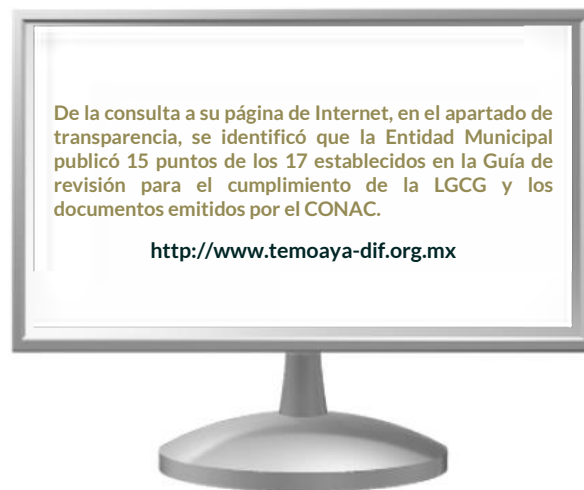 De la consulta a su página de Internet, en el apartado de
transparencia, se identificó que la Entidad Municipal
publicó 15 puntos de los 17 establecidos en la Guía de
revisión para el cumplimiento de la LGCG y los
documentos emitidos por el CONAC.
http://www.temoaya-dif.org.mx